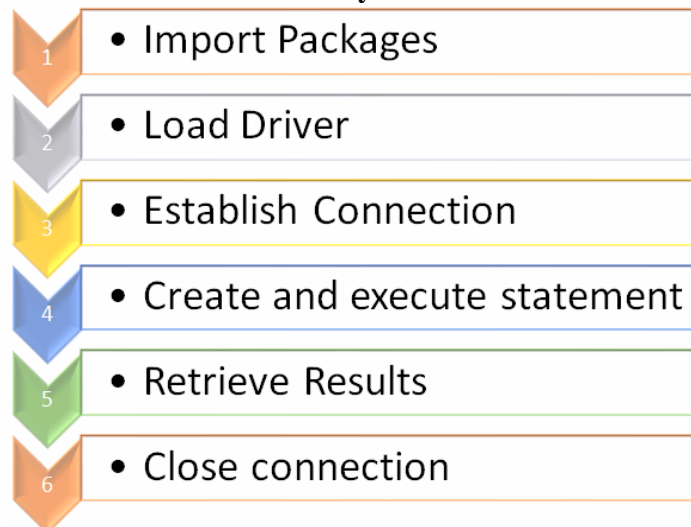 1 • Import Packages
2 • Load Driver
3 • Establish Connection
4 • Create and execute statement
5 • Retrieve Results
6 • Close connection